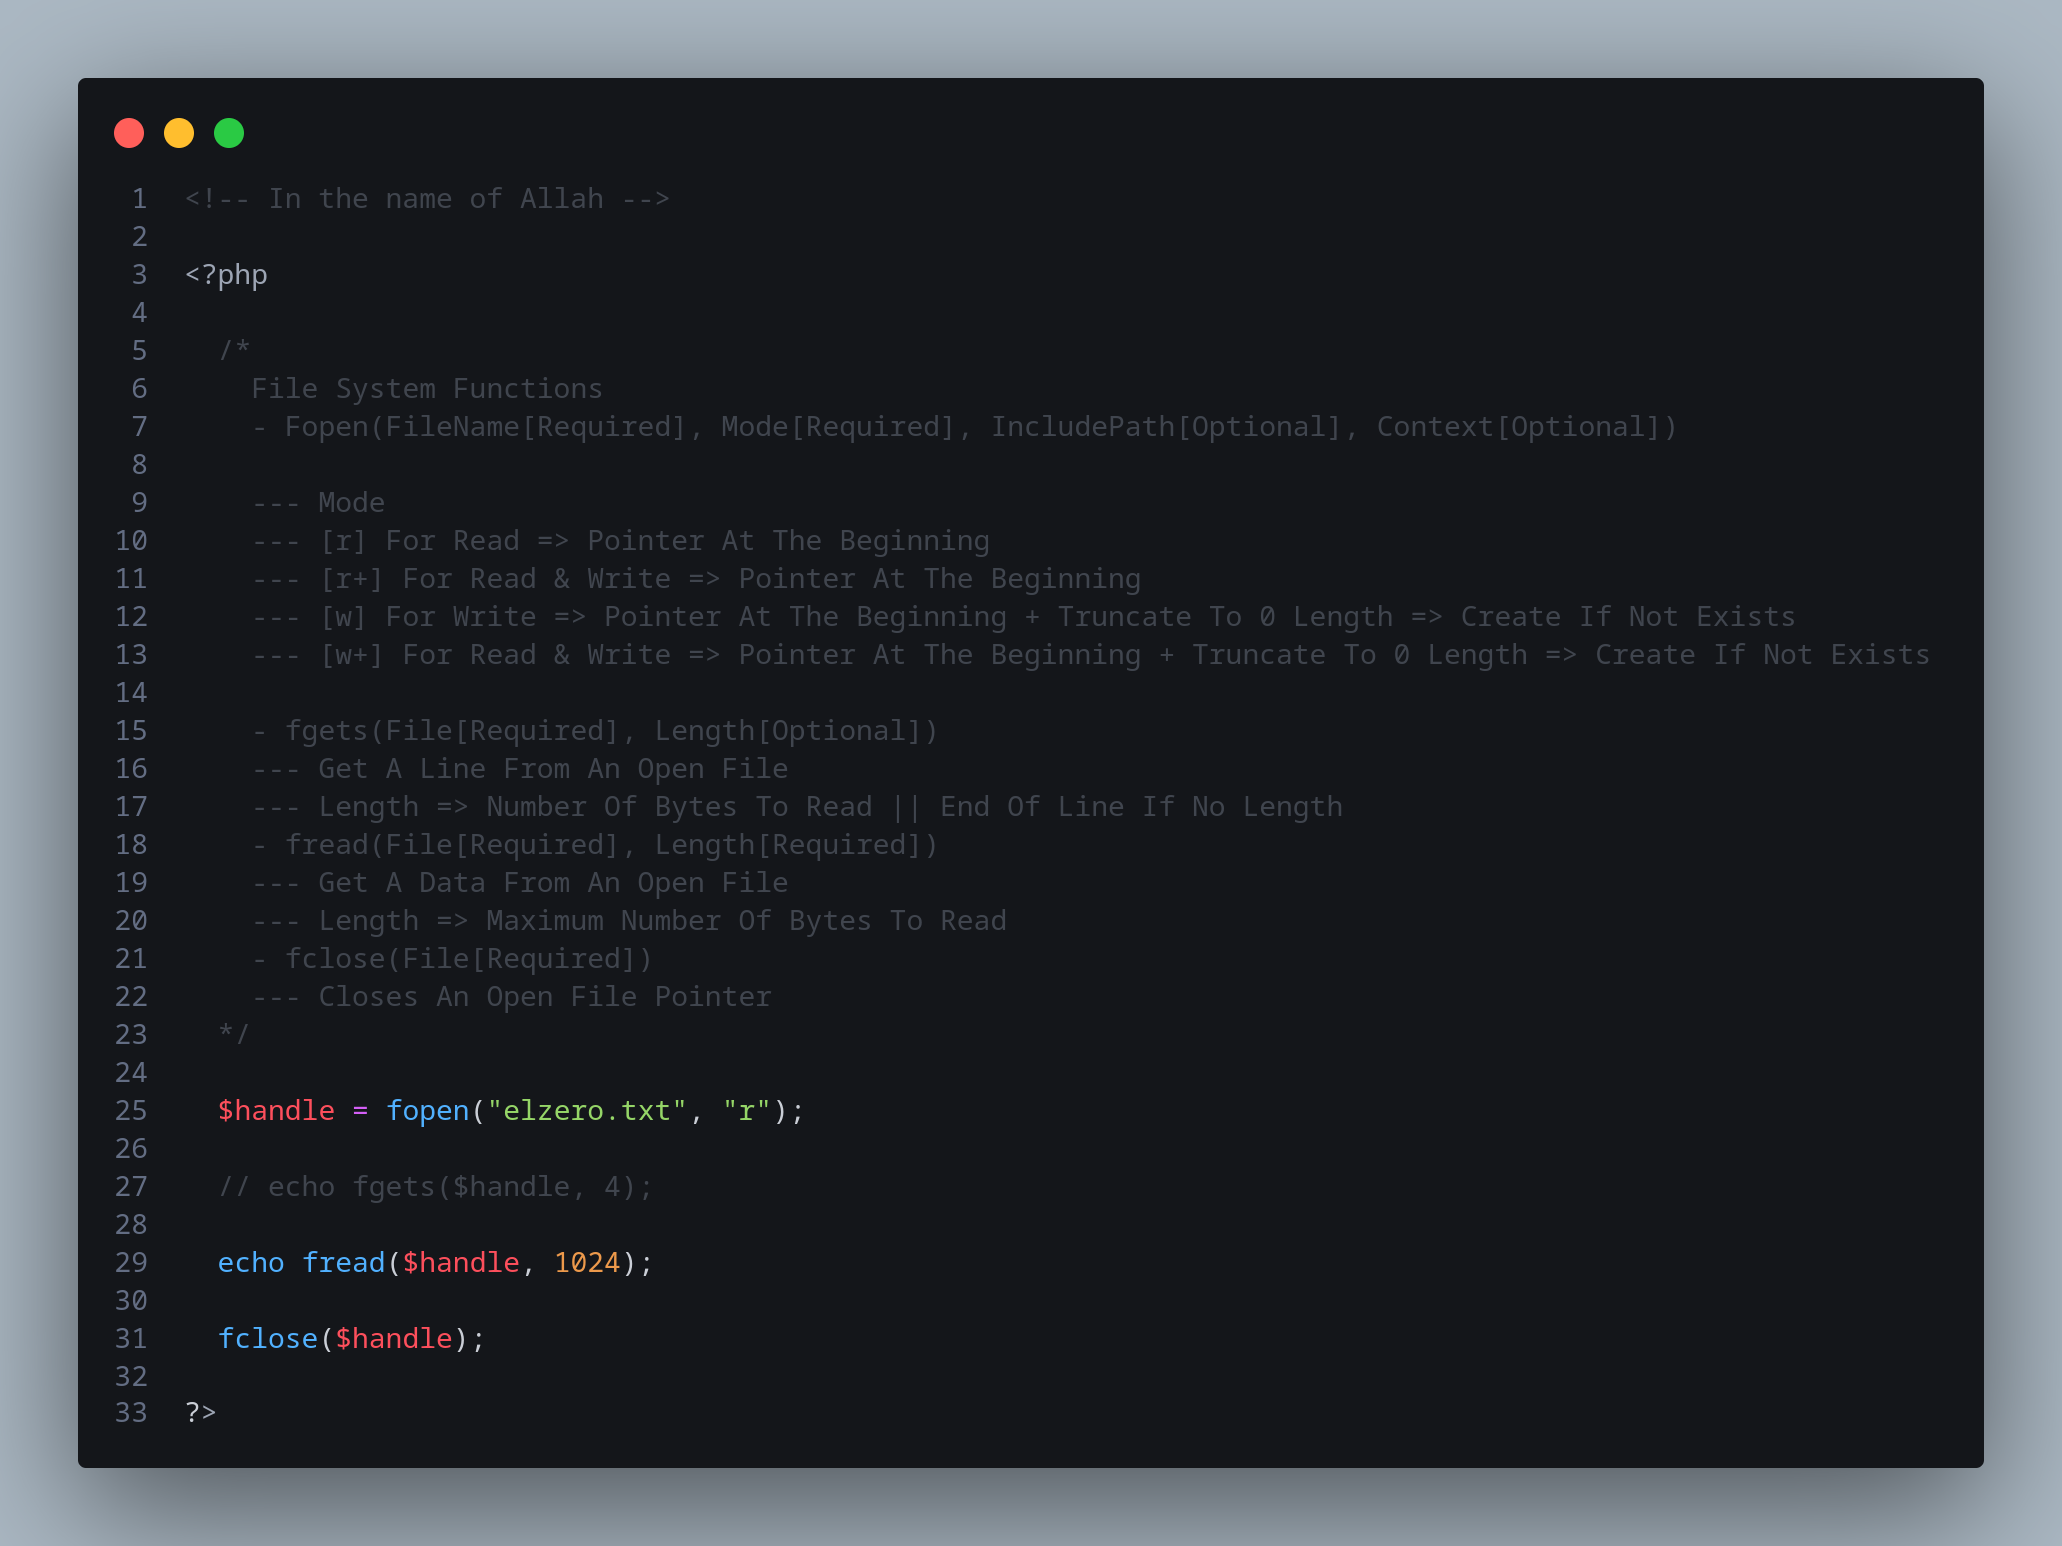 1 <!-- In the name of Allah -->
2
3 <?php
4
5 /*
6 File System Functions
7 - Fopen(FileName[Required], Mode[Required], IncludePath[Optional], Context[Optional])
8
9 --- Mode
10 --- [r] For Read => Pointer At The Beginning
11 --- [r+] For Read & Write => Pointer At The Beginning
12 --- [w] For Write => Pointer At The Beginning + Truncate To 0 Length => Create If Not Exists
13 --- [w+] For Read & Write => Pointer At The Beginning + Truncate To 0 Length => Create If Not Exists
14
15 - fgets(File[Required], Length[Optional])
16 --- Get A Line From An Open File
17 --- Length => Number Of Bytes To Read || End Of Line If No Length
18 - fread(File[Required], Length[Required])
19 --- Get A Data From An Open File
20 --- Length => Maximum Number Of Bytes To Read
21 - fclose(File[Required])
22 --- Closes An Open File Pointer
23 */
24
25 $handle = fopen("elzero.txt", "r");
26
27 // echo fgets($handle, 4);
28
29 echo fread($handle, 1024);
30
31 fclose($handle);
32
33 ?>